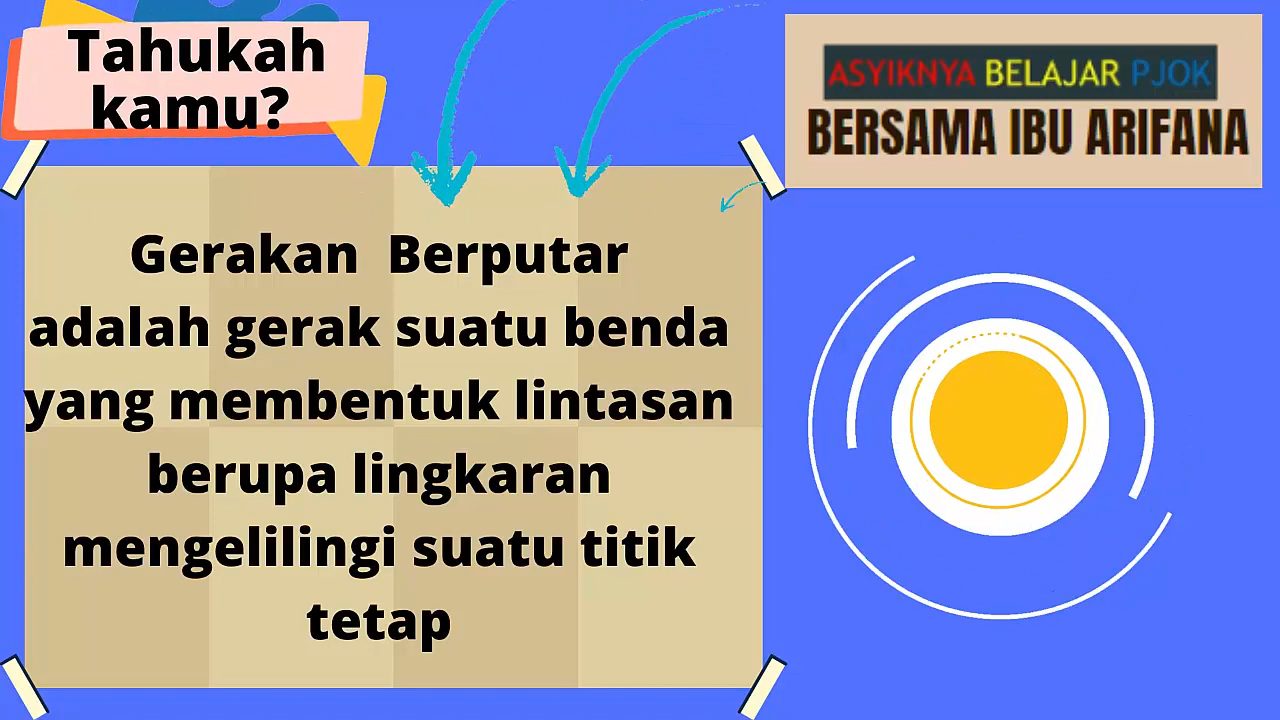 Tahukah
kamu?
ASYIKNYA BELAJAR PJOK
BERSAMA IBU ARIFANA
Gerakan Berputar
adalah gerak suatu benda
yang membentuk lintasan
berupa lingkaran
mengelilingi suatu titik
tetap